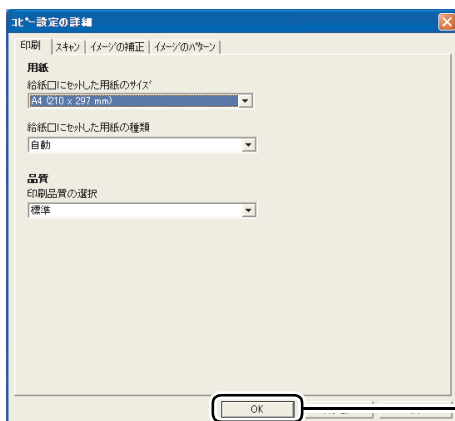 コピー設定の詳細
印刷 スキャン イメージの補正 イメージのパターン
用紙
給紙口にセットした用紙のサイズ
A4 (210 x 297 mm)
給紙口にセットした用紙の種類
自動
品質
印刷品質の選択
標準
OK